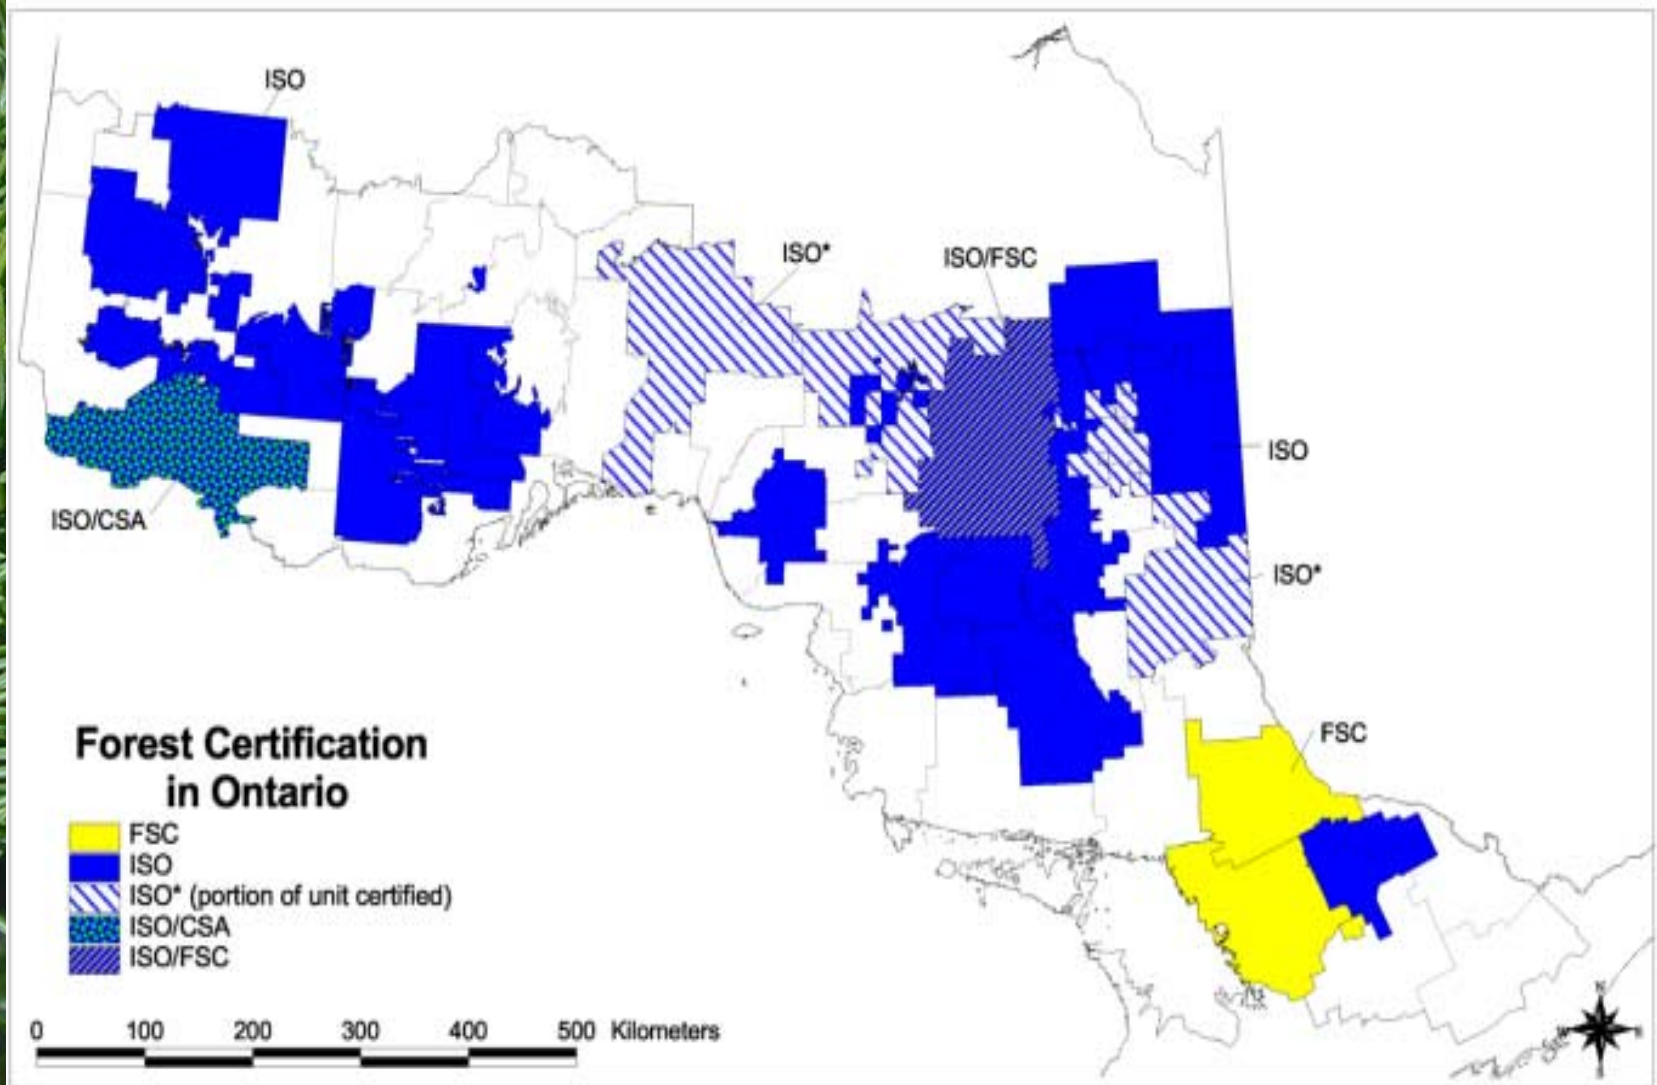 ISO
ISO*
ISO/FSC
ISO
ISO/CSA
ISO*
FSC
Forest Certification
in Ontario
FSC
ISO
ISO* (portion of unit certified)
ISO/CSA
ISO/FSC
0 100 200 300 400 500 Kilometers
N
W E
S